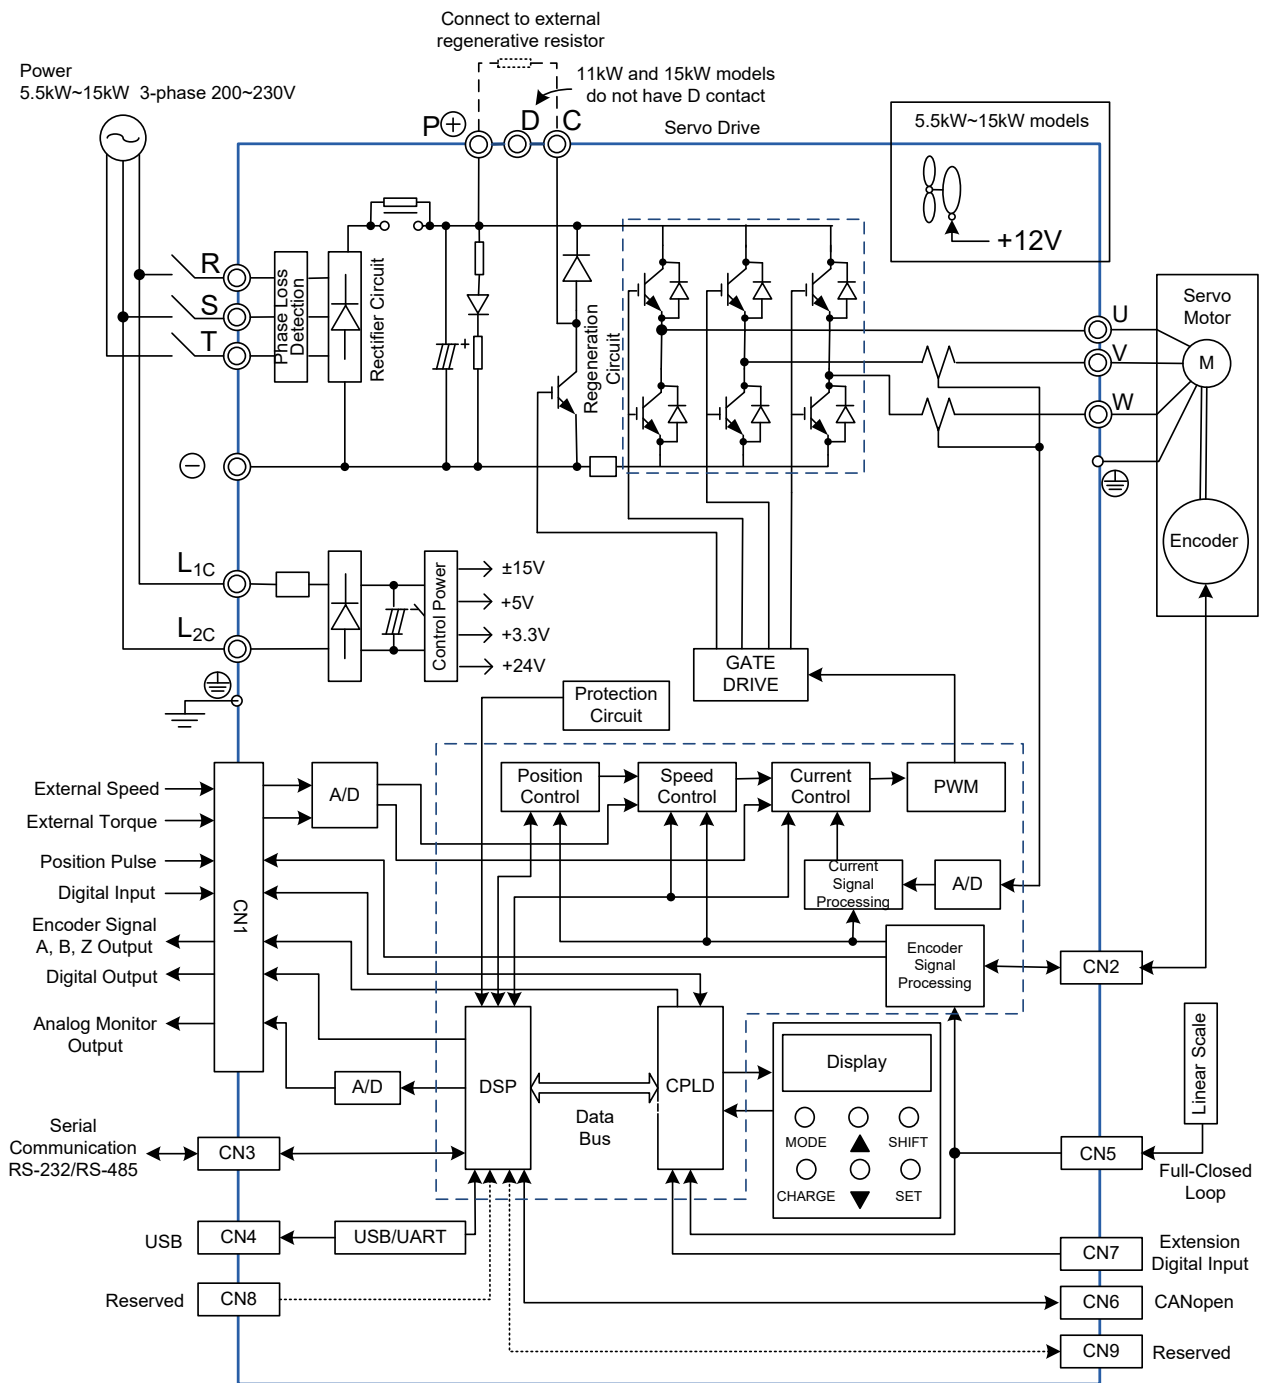 Connect to external
regenerative resistor
Power
5.5kW~15kW 3-phase 200~230V
11kW and 15kW models
do not have D contact
P
D
C
Servo Drive
5.5kW~15kW models
+12V
R
S
T
Phase Loss
Detection
Rectifier Circuit
+
Regeneration
Circuit
U
V
W
Servo
Motor
M
Encoder
L1C
L2C
Control Power
±15V
+5V
+3.3V
+24V
GATE
DRIVE
Protection
Circuit
External Speed
External Torque
Position Pulse
Digital Input
Encoder Signal
A, B, Z Output
Digital Output
Analog Monitor
Output
CN1
A/D
Position
Control
Speed
Control
Current
Control
PWM
Current
Signal
Processing
A/D
Encoder
Signal
Processing
CN2
A/D
DSP
Data
Bus
CPLD
Display
MODE
SHIFT
CHARGE
SET
Linear Scale
Serial
Communication
RS-232/RS-485
CN3
CN5
Full-Closed
Loop
USB
CN4
USB/UART
CN7
Extension
Digital Input
Reserved
CN8
CN6
CANopen
CN9
Reserved